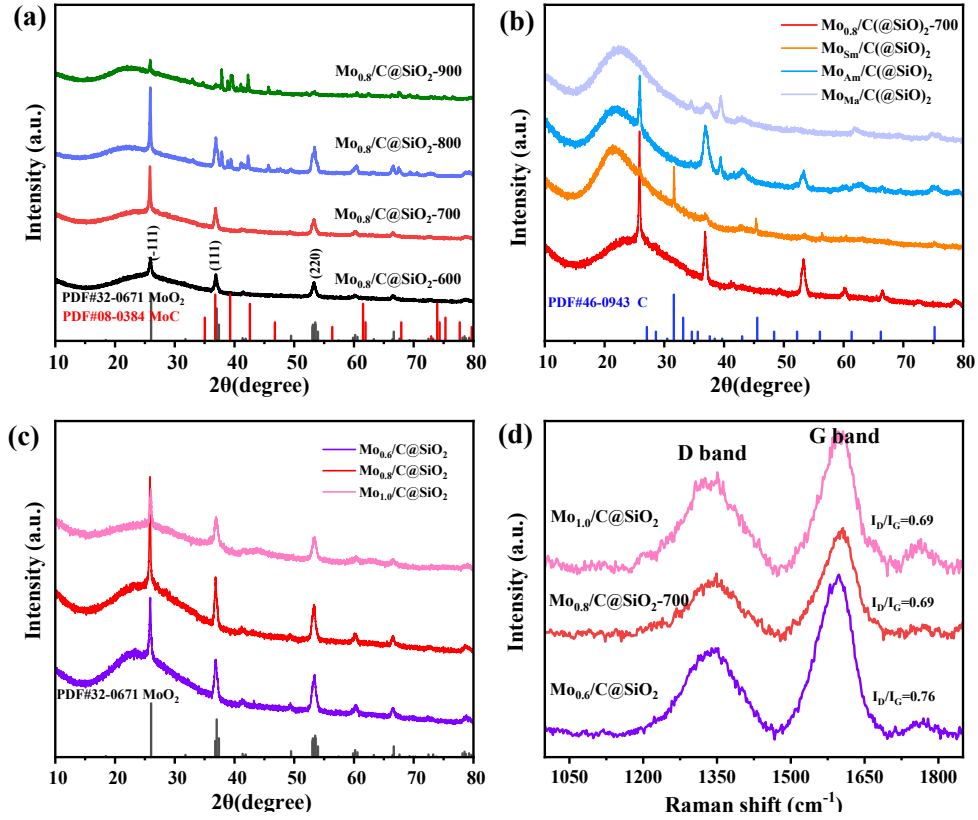 (a)
Mo0.8/C@SiO2-900
Mo0.8/C@SiO2-800
Mo0.8/C@SiO2-700
(-111)
(111)
(220)
Mo0.8/C@SiO2-600
PDF#32-0671 MoO2
PDF#08-0384 MoC
Intensity (a.u.)
10 20 30 40 50 60 70 80
2θ(degree)
(b)
Mo0.8/C(@SiO)2-700
MoSm/C(@SiO)2
MoAm/C(@SiO)2
MoMa/C(@SiO)2
PDF#46-0943 C
Intensity (a.u.)
10 20 30 40 50 60 70 80
2θ(degree)
(c)
Mo0.6/C@SiO2
Mo0.8/C@SiO2
Mo1.0/C@SiO2
PDF#32-0671 MoO2
Intensity (a.u.)
10 20 30 40 50 60 70 80
2θ(degree)
(d)
D band
G band
Mo1.0/C@SiO2
ID/IG=0.69
Mo0.8/C@SiO2-700
ID/IG=0.69
Mo0.6/C@SiO2
ID/IG=0.76
Intensity (a.u.)
1050 1200 1350 1500 1650 1800
Raman shift (cm-1)